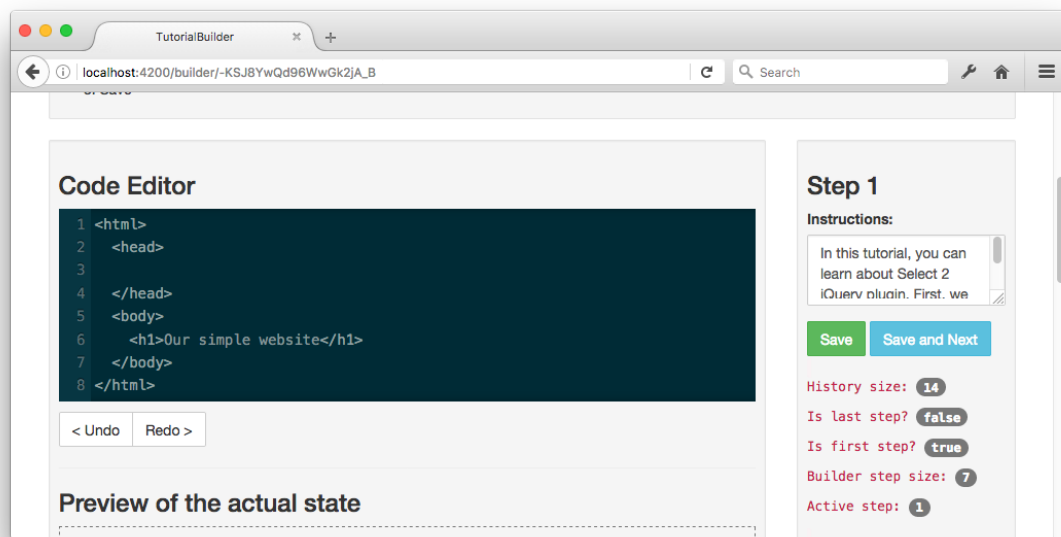 TutorialBuilder
localhost:4200/builder/-KSJ8YwQd96WwGk2jA_B
Search
Code Editor
1 <html>
2 <head>
3
4 </head>
5 <body>
6 <h1>Our simple website</h1>
7 </body>
8 </html>
< Undo
Redo >
Preview of the actual state
Step 1
Instructions:
In this tutorial, you can
learn about Select 2
jQuery plugin. First, we
Save
Save and Next
History size: 14
Is last step? false
Is first step? true
Builder step size: 7
Active step: 1